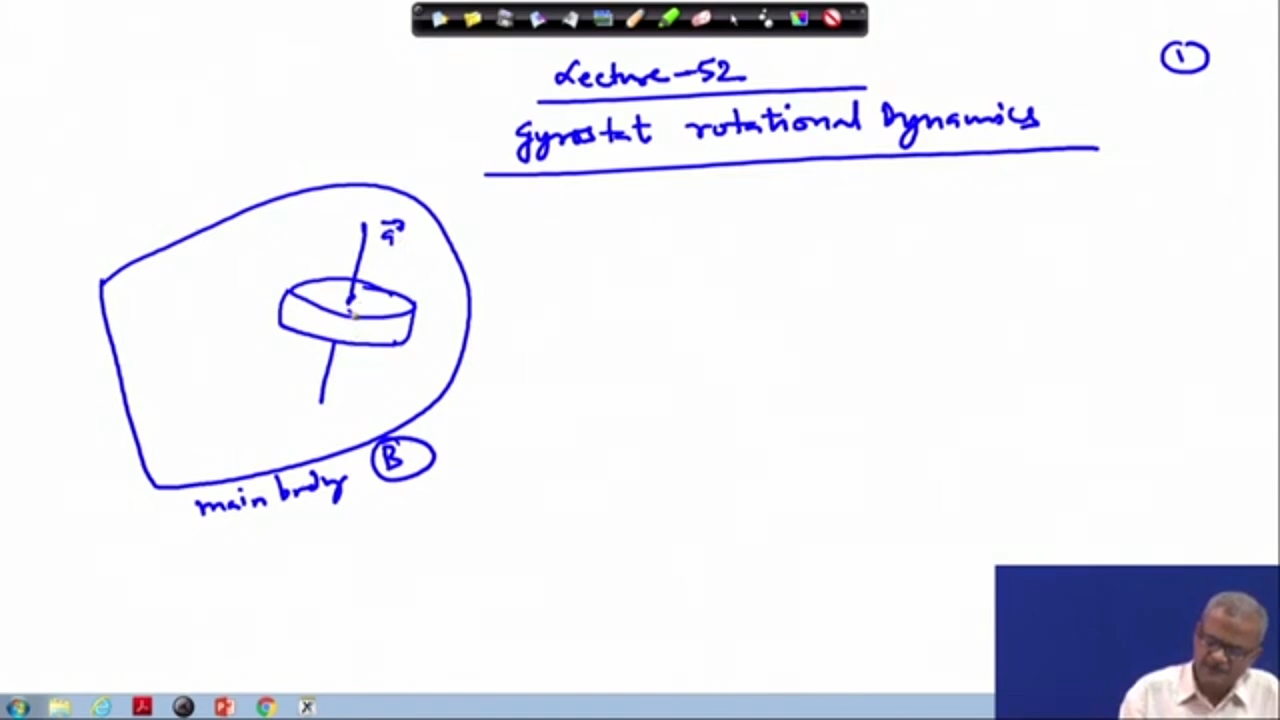 Lecture-52
①
Gyrostat rotational Dynamics
a⃗
main body B